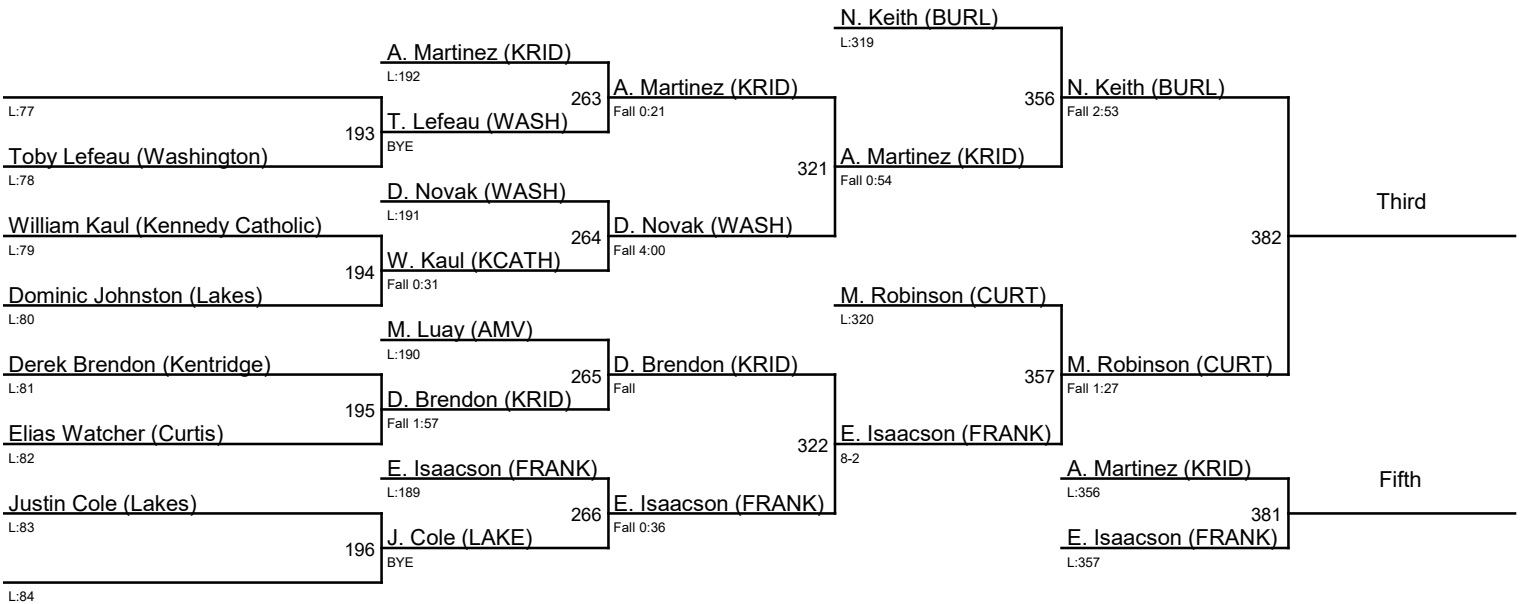 L:77
Toby Lefeau (Washington)
L:78
William Kaul (Kennedy Catholic)
L:79
Dominic Johnston (Lakes)
L:80
Derek Brendon (Kentridge)
L:81
Elias Watcher (Curtis)
L:82
Justin Cole (Lakes)
L:83
L:84
193
194
195
196
A. Martinez (KRID)
L:192
T. Lefeau (WASH)
BYE
D. Novak (WASH)
L:191
W. Kaul (KCATH)
Fall 0:31
M. Luay (AMV)
L:190
D. Brendon (KRID)
Fall 1:57
E. Isaacson (FRANK)
L:189
J. Cole (LAKE)
BYE
263
264
265
266
A. Martinez (KRID)
Fall 0:21
D. Novak (WASH)
Fall 4:00
D. Brendon (KRID)
Fall
E. Isaacson (FRANK)
Fall 0:36
321
322
N. Keith (BURL)
L:319
A. Martinez (KRID)
Fall 0:54
M. Robinson (CURT)
L:320
E. Isaacson (FRANK)
8-2
356
357
N. Keith (BURL)
Fall 2:53
M. Robinson (CURT)
Fall 1:27
A. Martinez (KRID)
L:356
E. Isaacson (FRANK)
L:357
382
381
Third
Fifth